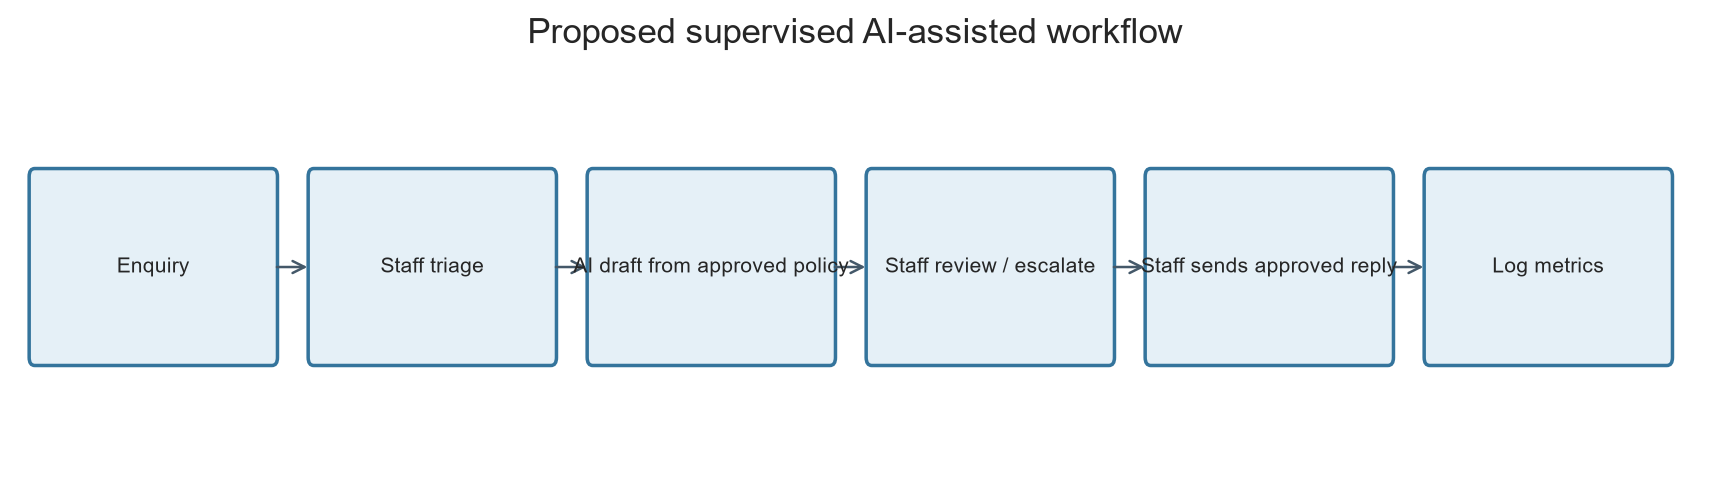 Proposed supervised AI-assisted workflow
Enquiry
Staff triage
AI draft from approved policy
Staff review / escalate
Staff sends approved reply
Log metrics